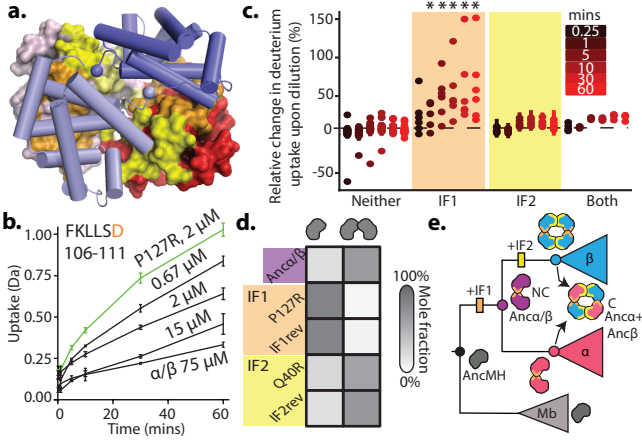 a.
b.
FKLLSD
106-111
P127R, 2 µM
0.67 µM
2 µM
15 µM
α/β 75 µM
Uptake (Da)
1.00
0.75
0.50
0.25
0.00
0
20
40
60
Time (mins)
c.
Relative change in deuterium
uptake upon dilution (%)
150
100
50
0
-50
* * * * *
mins
0.25
1
5
10
30
60
Neither
IF1
IF2
Both
d.
Ancα/β
IF1
P127R
IF1rev
IF2
Q40R
IF2rev
100%
0%
Mole fraction
e.
+IF2
+IF1
β
NC
Ancα/β
C
Ancα+
Ancβ
α
AncMH
Mb